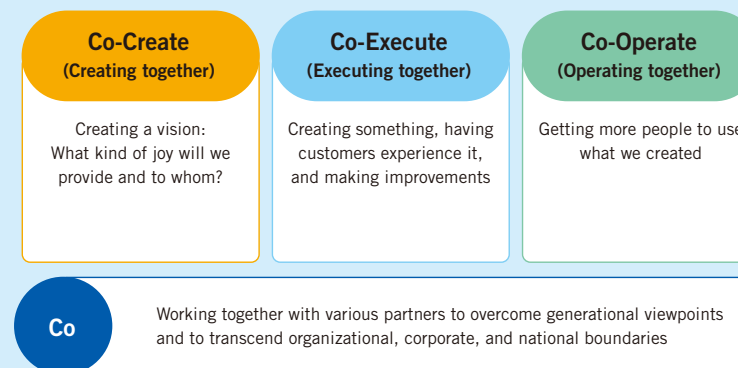 Co-Create
(Creating together)
Creating a vision:
What kind of joy will we
provide and to whom?
Co-Execute
(Executing together)
Creating something, having
customers experience it,
and making improvements
Co-Operate
(Operating together)
Getting more people to use
what we created
Co
Working together with various partners to overcome generational viewpoints
and to transcend organizational, corporate, and national boundaries